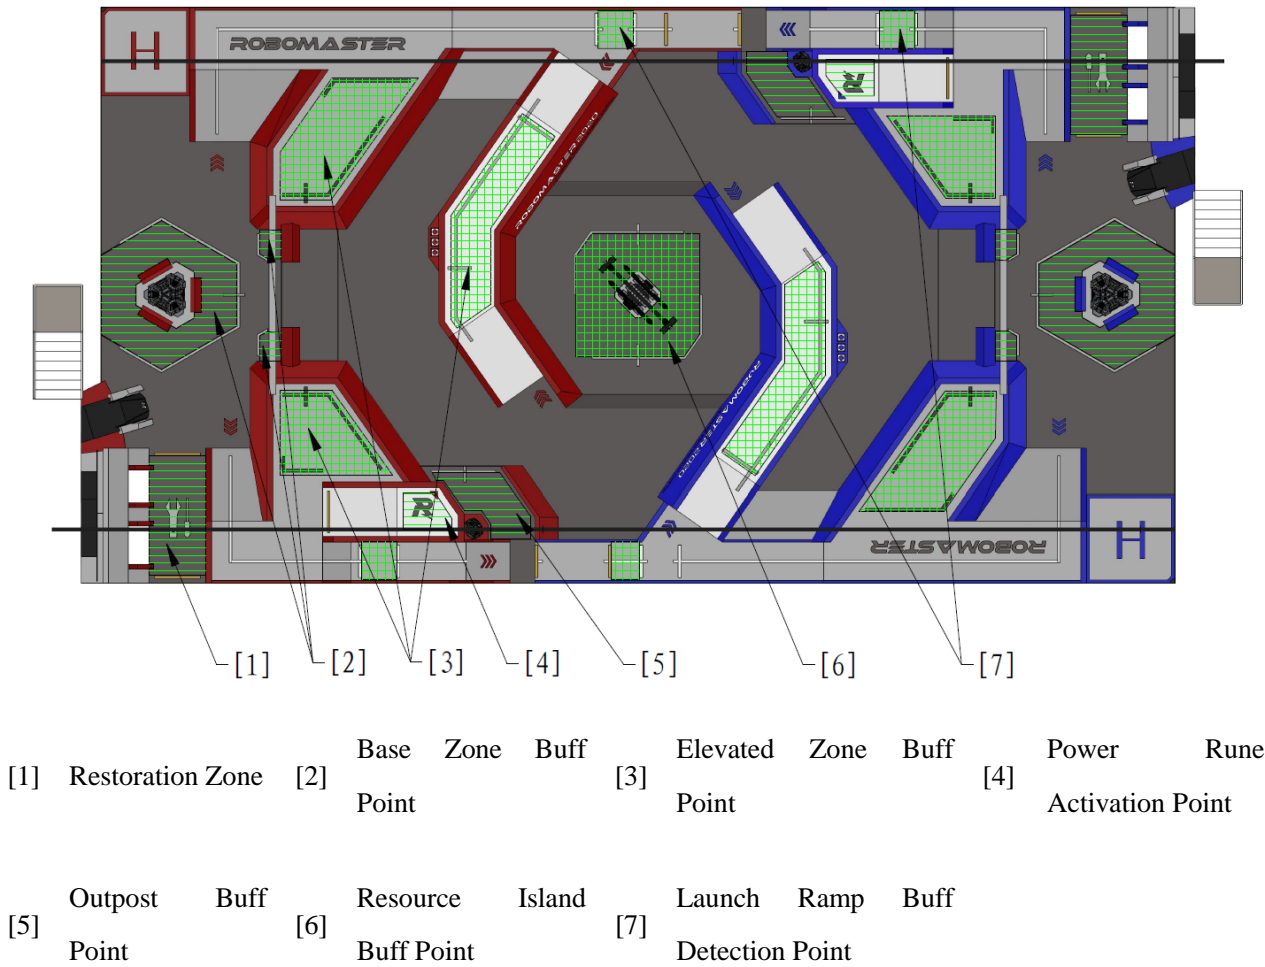 H
ROBOMASTER
ROBOMASTER 2020
ROBOMASTER 2020
ROBOMASTER
H
[1]
[2]
[3]
[4]
[5]
[6]
[7]
[1] Restoration Zone [2] Base Zone Buff Point [3] Elevated Zone Buff Point [4] Power Rune Activation Point
[5] Outpost Buff Point [6] Resource Island Buff Point [7] Launch Ramp Buff Detection Point